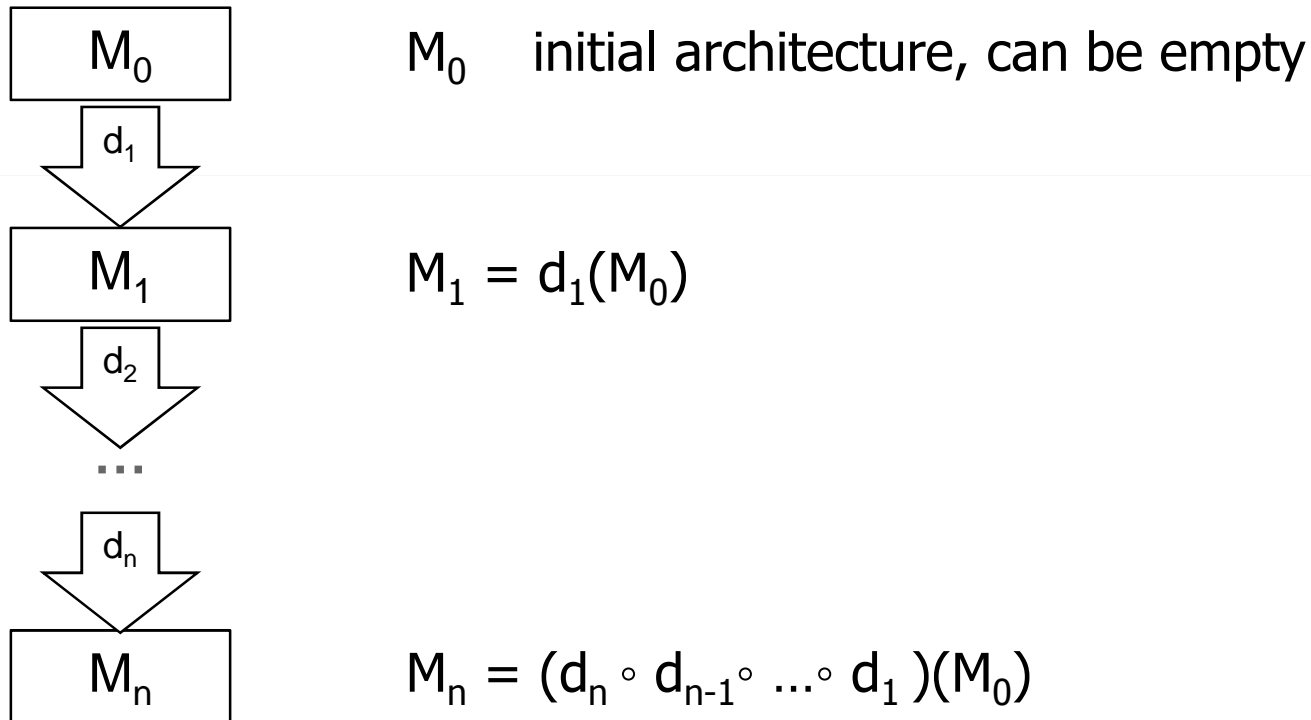 M₀ M₀ initial architecture, can be empty
d₁
M₁ M₁ = d₁(M₀)
d₂
...
dₙ
Mₙ Mₙ = (dₙ ∘ dₙ₋₁∘ …∘ d₁ )(M₀)